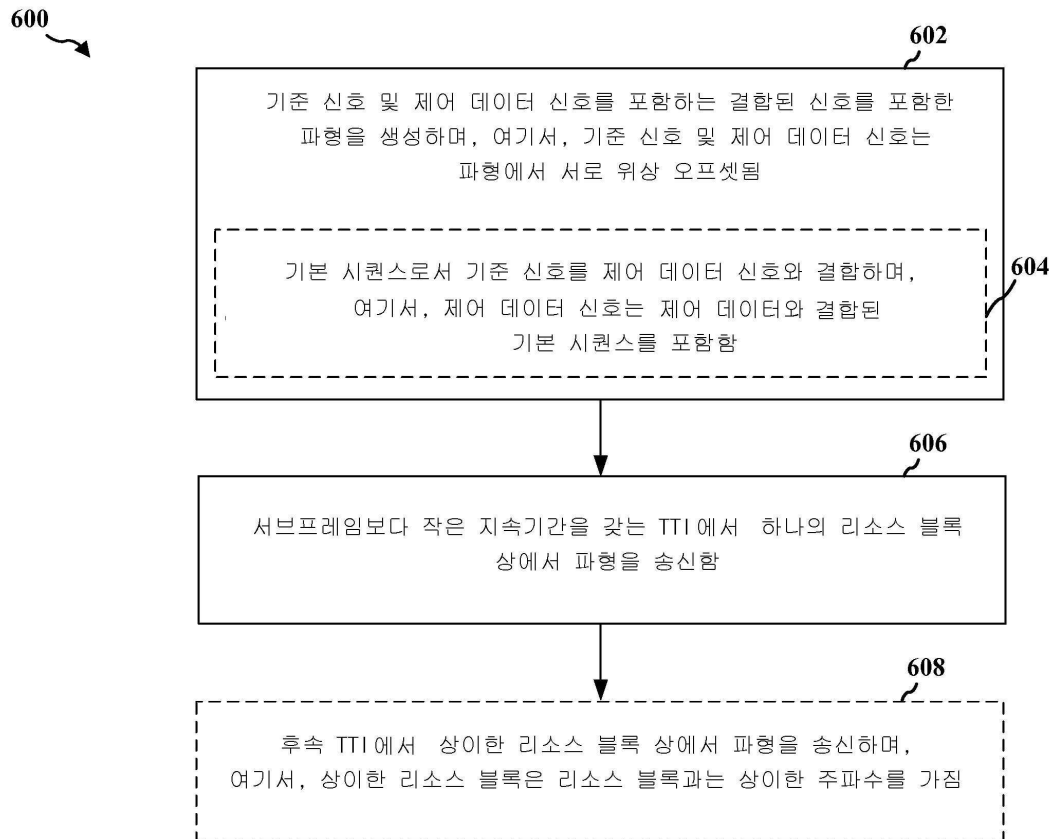 600
602
기준 신호 및 제어 데이터 신호를 포함하는 결합된 신호를 포함한
파형을 생성하며, 여기서, 기준 신호 및 제어 데이터 신호는
파형에서 서로 위상 오프셋됨
604
기본 시퀀스로서 기준 신호를 제어 데이터 신호와 결합하며,
여기서, 제어 데이터 신호는 제어 데이터와 결합된
기본 시퀀스를 포함함
606
서브프레임보다 작은 지속기간을 갖는 TTI에서 하나의 리소스 블록
상에서 파형을 송신함
608
후속 TTI에서 상이한 리소스 블록 상에서 파형을 송신하며,
여기서, 상이한 리소스 블록은 리소스 블록과는 상이한 주파수를 가짐